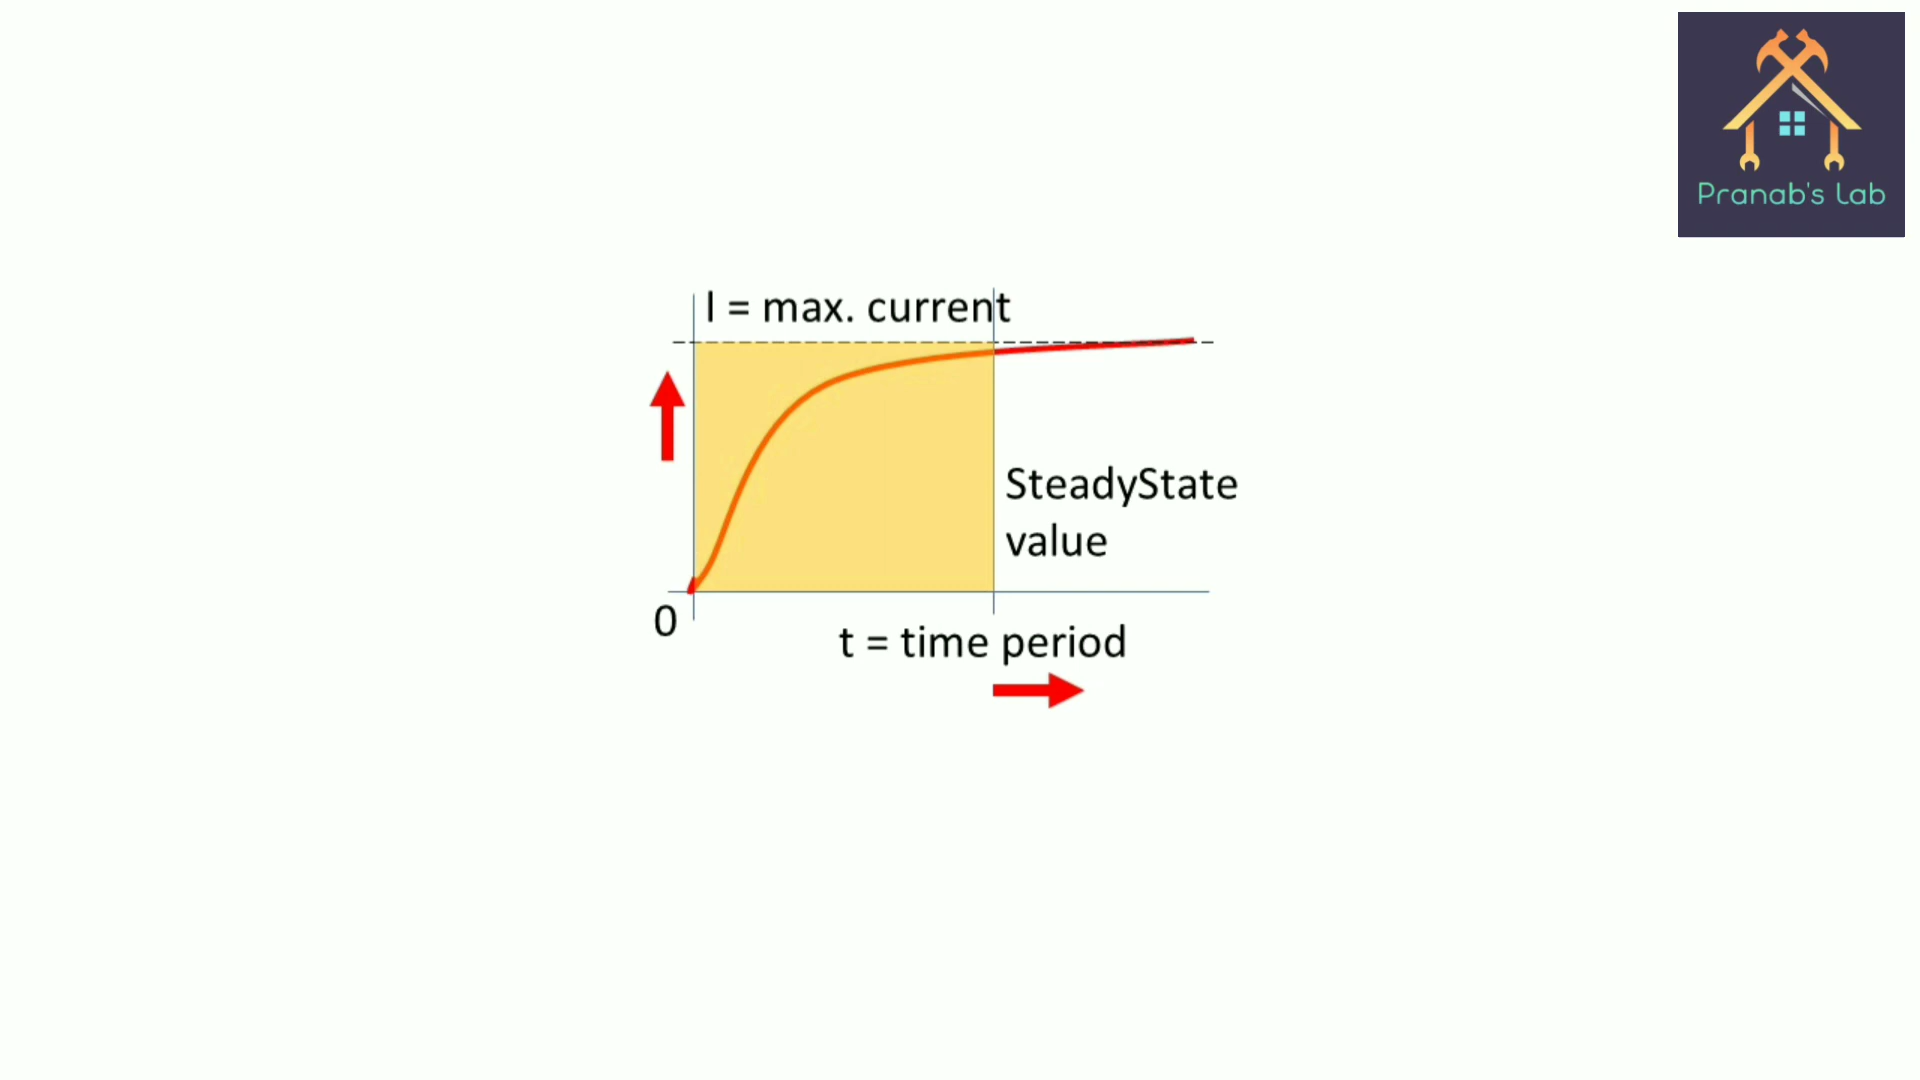 Pranab's Lab
I = max. current
SteadyState
value
0
t = time period